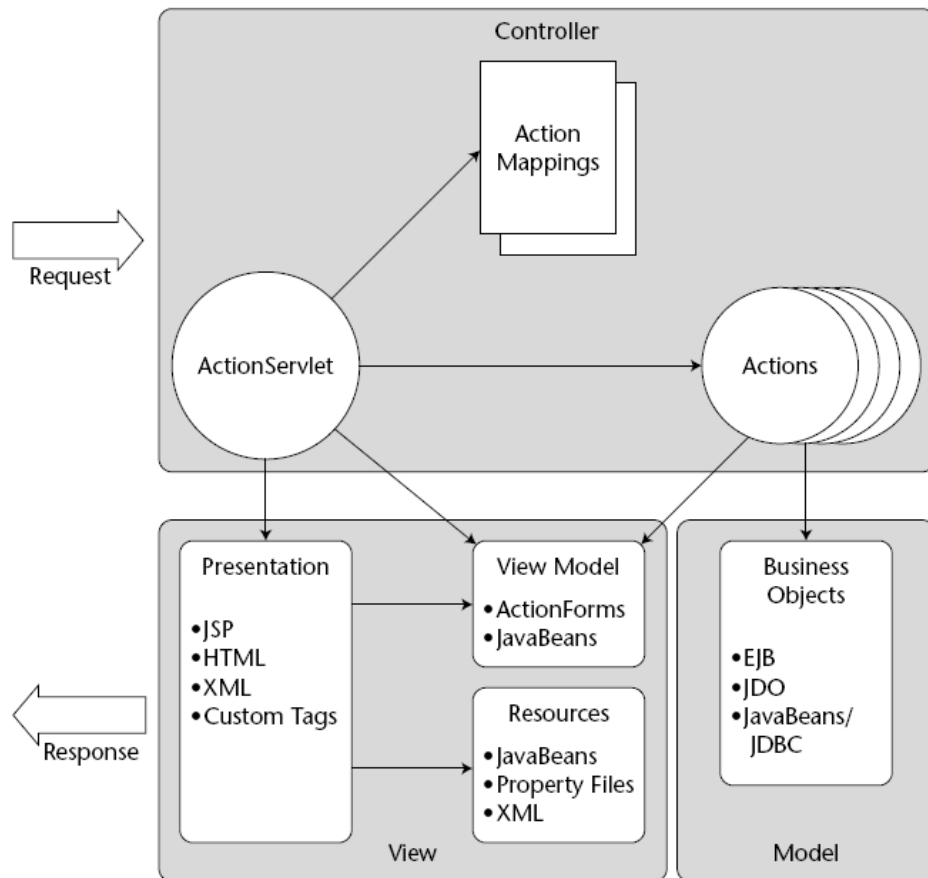 Controller
Action
Mappings
Request
ActionServlet
Actions
Presentation
•JSP
•HTML
•XML
•Custom Tags
View Model
•ActionForms
•JavaBeans
Business
Objects
•EJB
•JDO
•JavaBeans/
JDBC
Resources
•JavaBeans
•Property Files
•XML
Response
View
Model